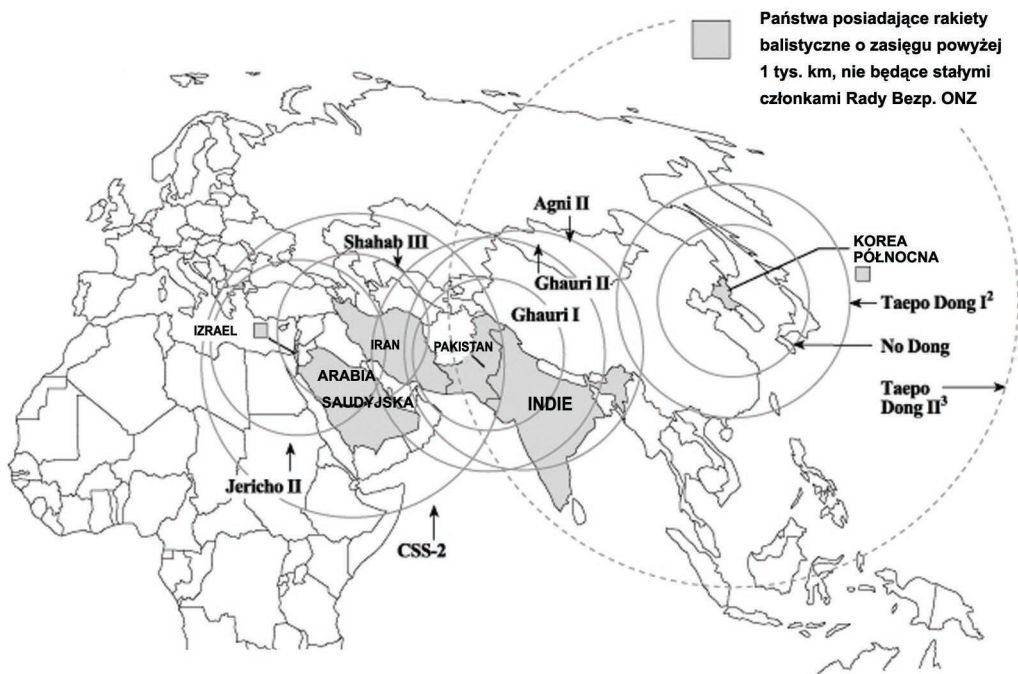 Państwa posiadające rakiety
balistyczne o zasięgu powyżej
1 tys. km, nie będące stałymi
członkami Rady Bezp. ONZ
Agni II
Shahab III
KOREA
PÓŁNOCNA
Ghauri II
Taepo Dong I²
Ghauri I
IZRAEL
IRAN
PAKISTAN
No Dong
ARABIA
SAUDYJSKA
INDIE
Taepo
Dong II³
Jericho II
CSS-2